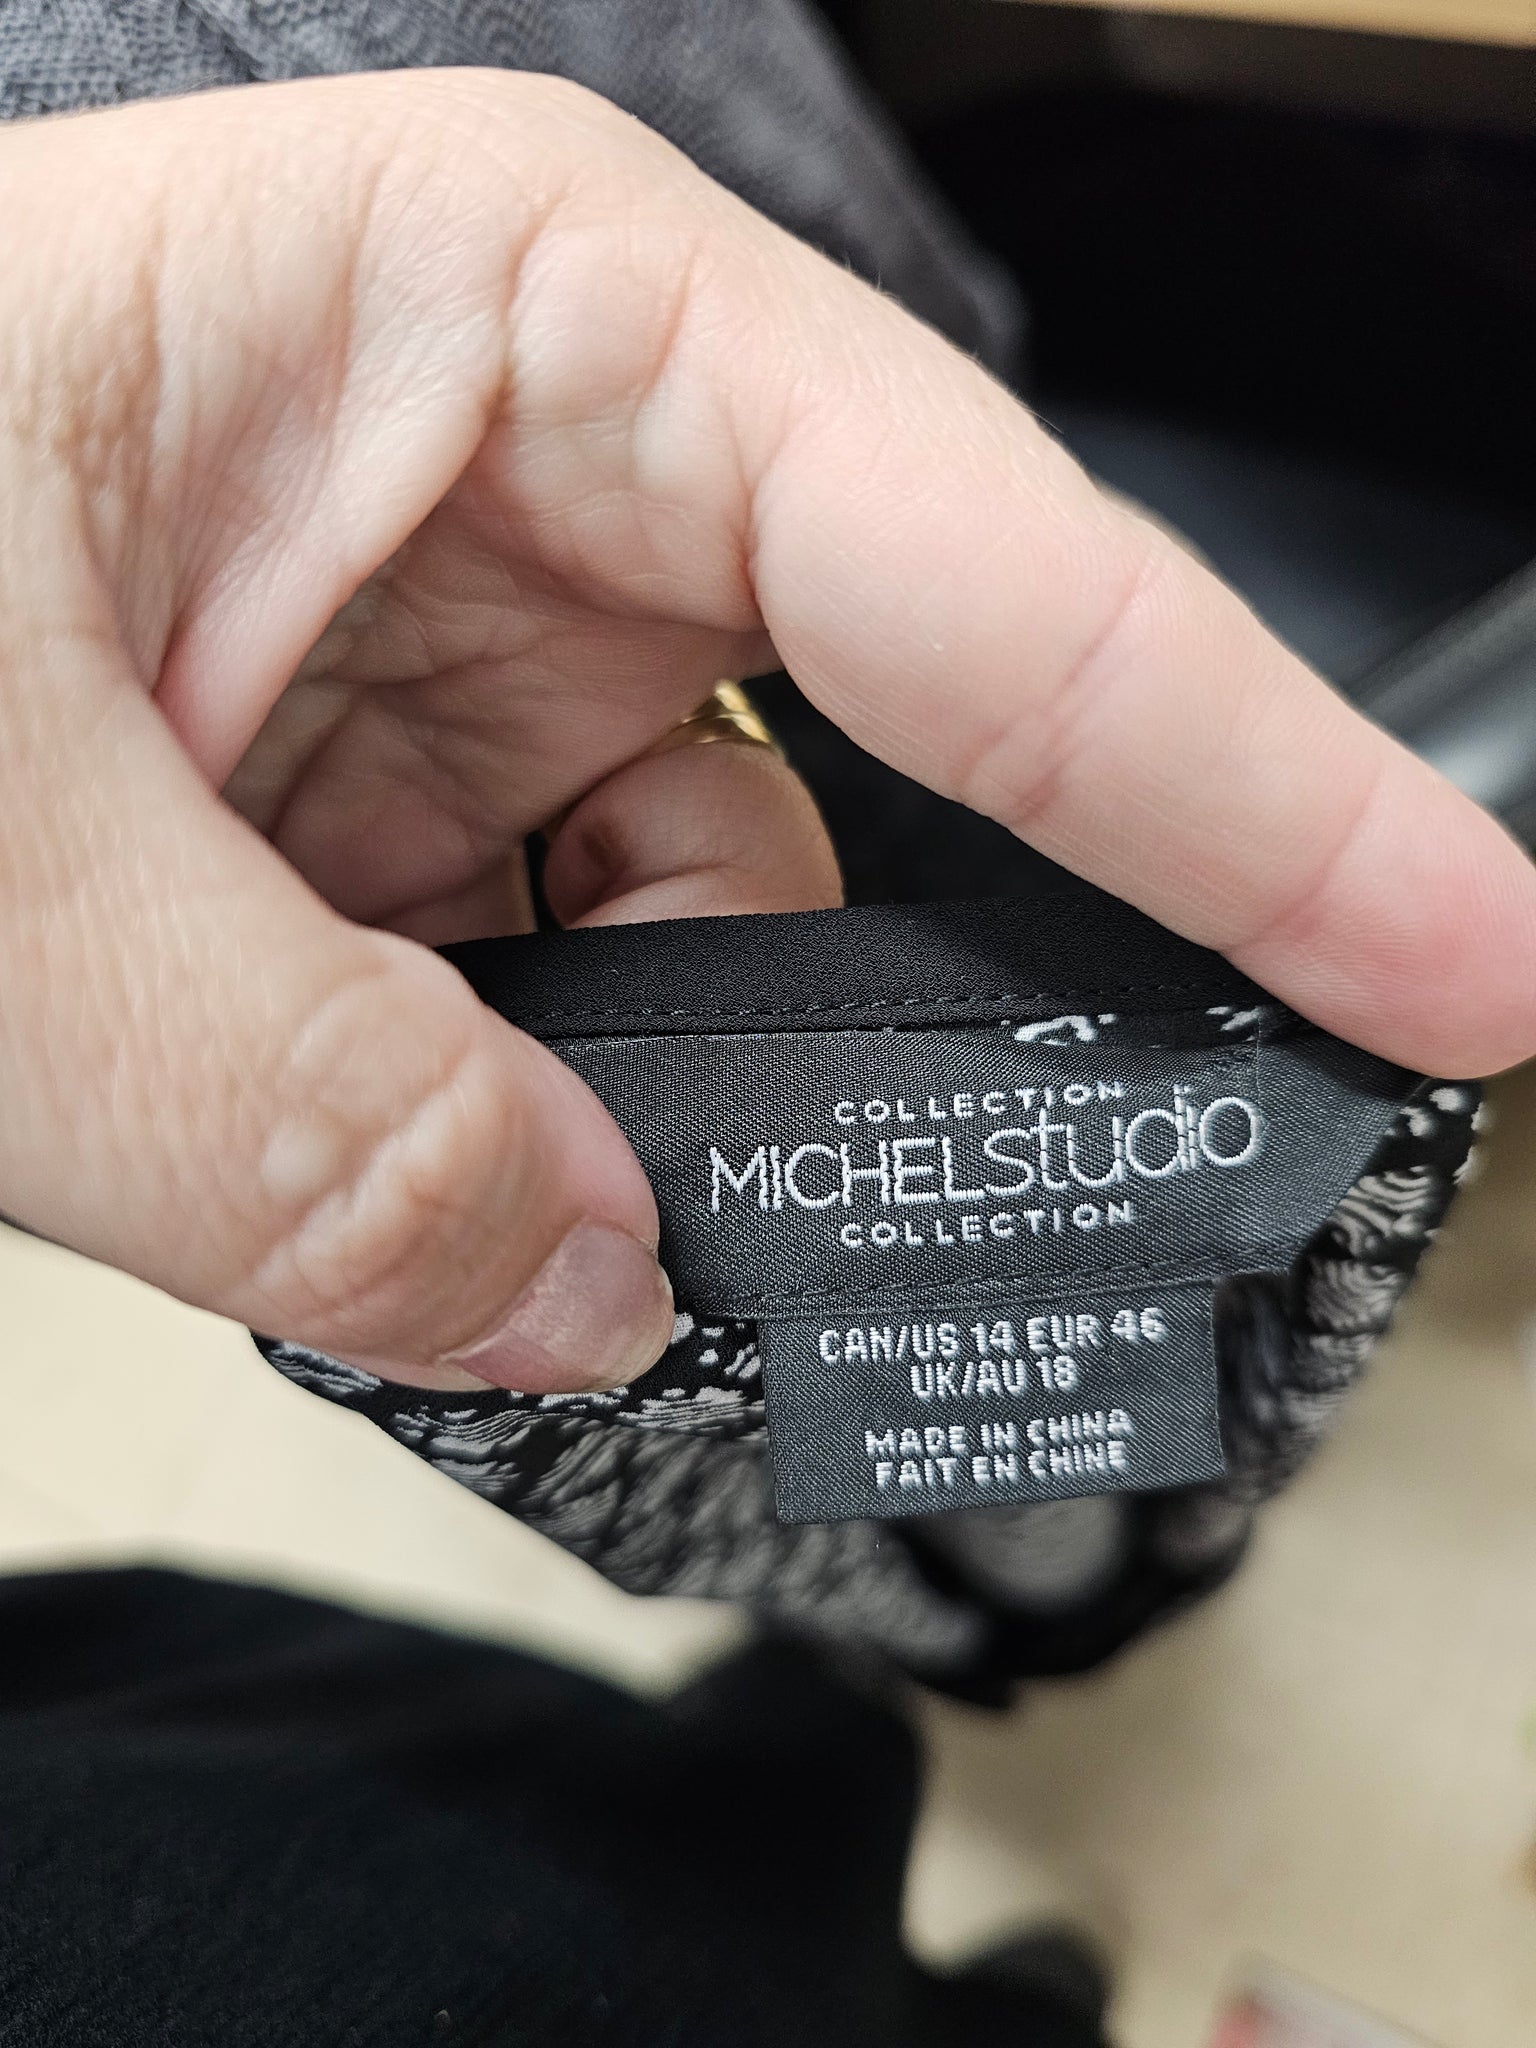 COLLECTION
MICHELstudio
COLLECTION
CAN/US 14 EUR 46
UK/AU 18
MADE IN CHINA
FAIT EN CHINE